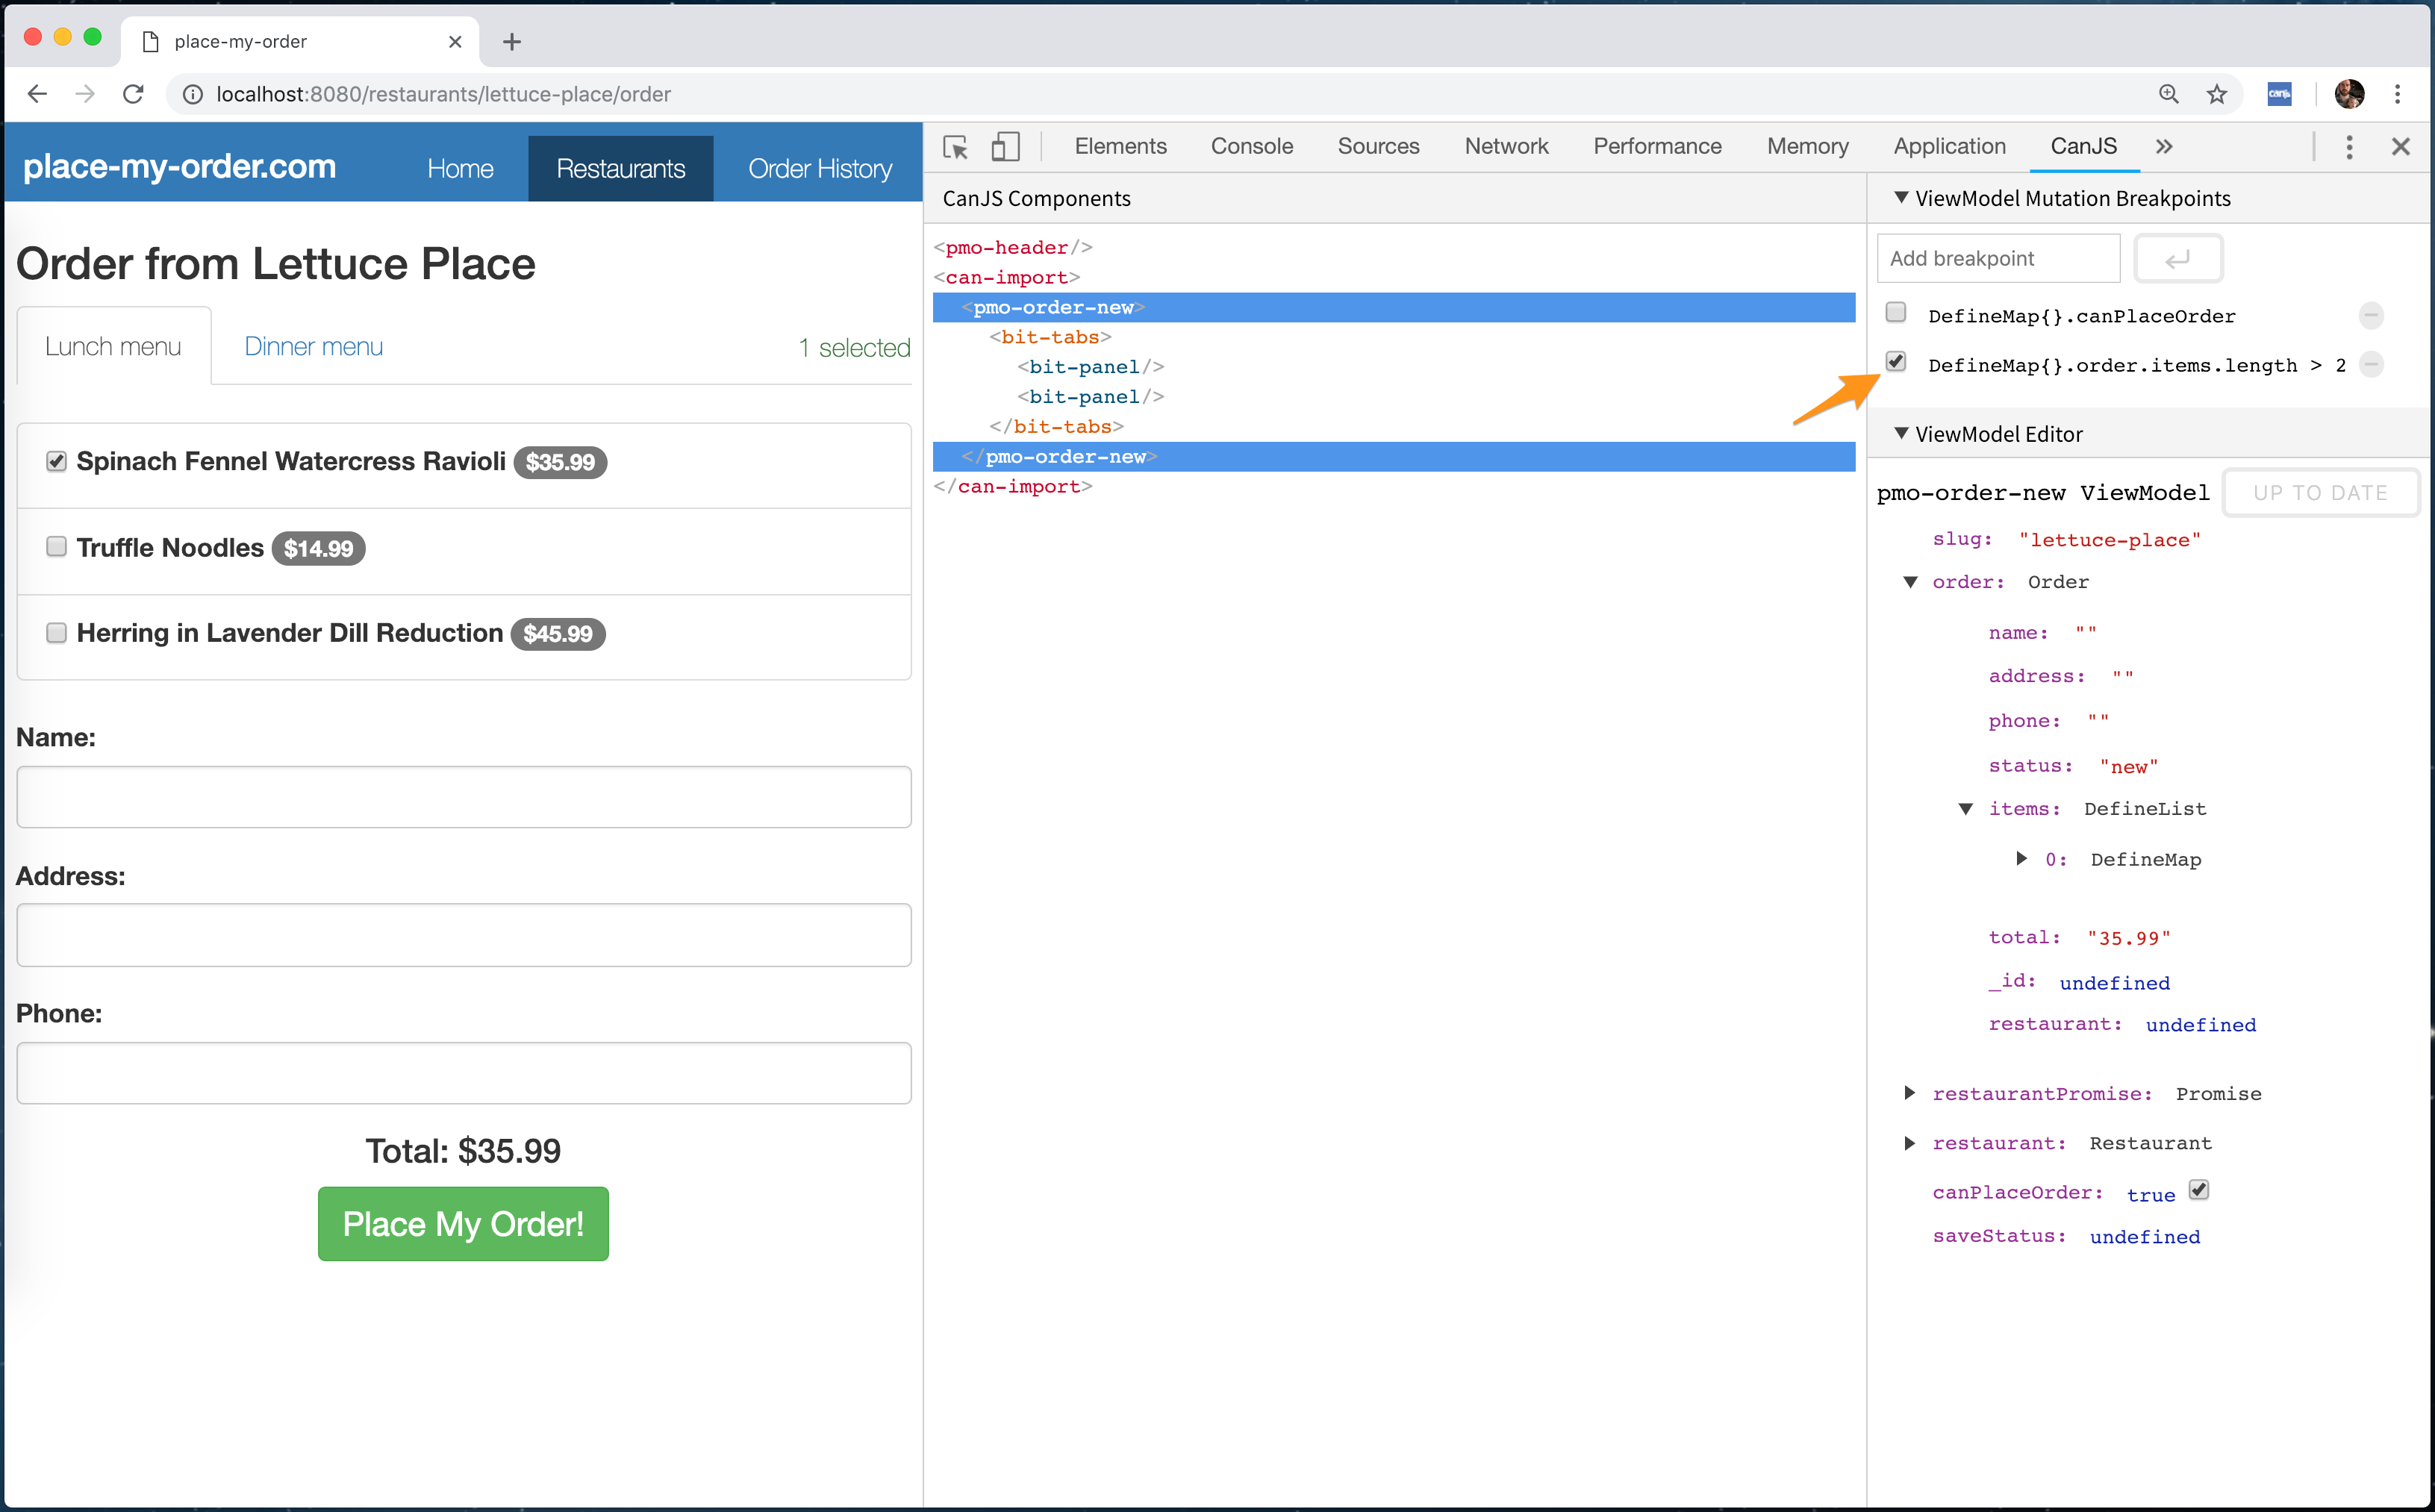 place-my-order
localhost:8080/restaurants/lettuce-place/order
canjs
place-my-order.com
Home
Restaurants
Order History
Order from Lettuce Place
Lunch menu
Dinner menu
1 selected
Spinach Fennel Watercress Ravioli $35.99
Truffle Noodles $14.99
Herring in Lavender Dill Reduction $45.99
Name:
Address:
Phone:
Total: $35.99
Place My Order!
Elements
Console
Sources
Network
Performance
Memory
Application
CanJS
»
CanJS Components
<pmo-header/>
<can-import>
<pmo-order-new>
<bit-tabs>
<bit-panel/>
<bit-panel/>
</bit-tabs>
</pmo-order-new>
</can-import>
ViewModel Mutation Breakpoints
Add breakpoint
DefineMap{}.canPlaceOrder
DefineMap{}.order.items.length > 2
ViewModel Editor
pmo-order-new ViewModel
UP TO DATE
slug: "lettuce-place"
order: Order
name: ""
address: ""
phone: ""
status: "new"
items: DefineList
0: DefineMap
total: "35.99"
_id: undefined
restaurant: undefined
restaurantPromise: Promise
restaurant: Restaurant
canPlaceOrder: true
saveStatus: undefined